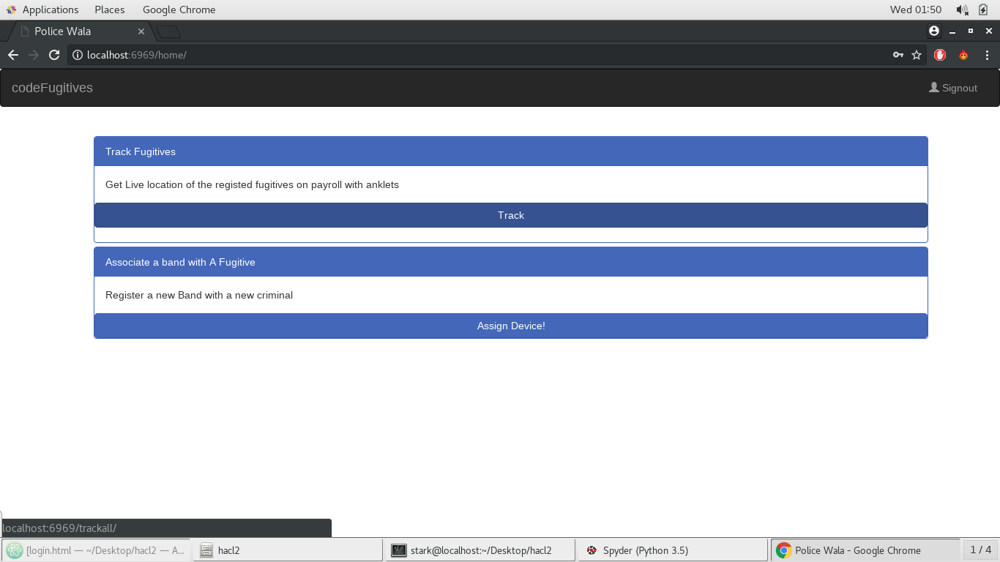 Applications Places Google Chrome Wed 01:50
Police Wala
localhost:6969/home/
codeFugitives Signout
Track Fugitives
Get Live location of the registed fugitives on payroll with anklets
Track
Associate a band with A Fugitive
Register a new Band with a new criminal
Assign Device!
localhost:6969/trackall/
[login.html — ~/Desktop/hacl2 — A... hacl2 stark@localhost:~/Desktop/hacl2 Spyder (Python 3.5) Police Wala - Google Chrome 1 / 4